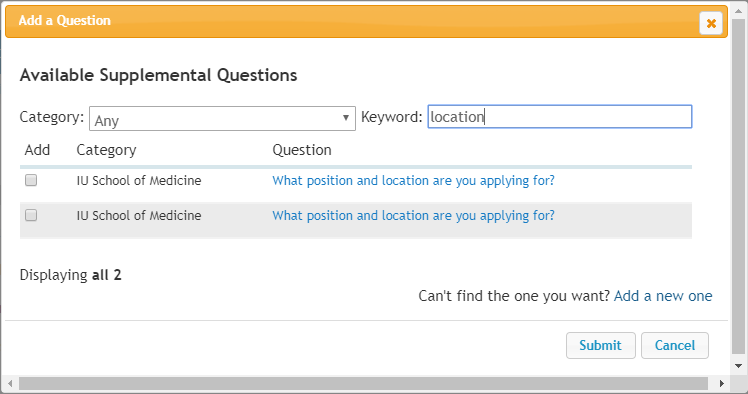 Add a Question
Available Supplemental Questions
Category: Any Keyword: location
Add Category Question
IU School of Medicine What position and location are you applying for?
IU School of Medicine What position and location are you applying for?
Displaying all 2
Can't find the one you want? Add a new one
Submit Cancel